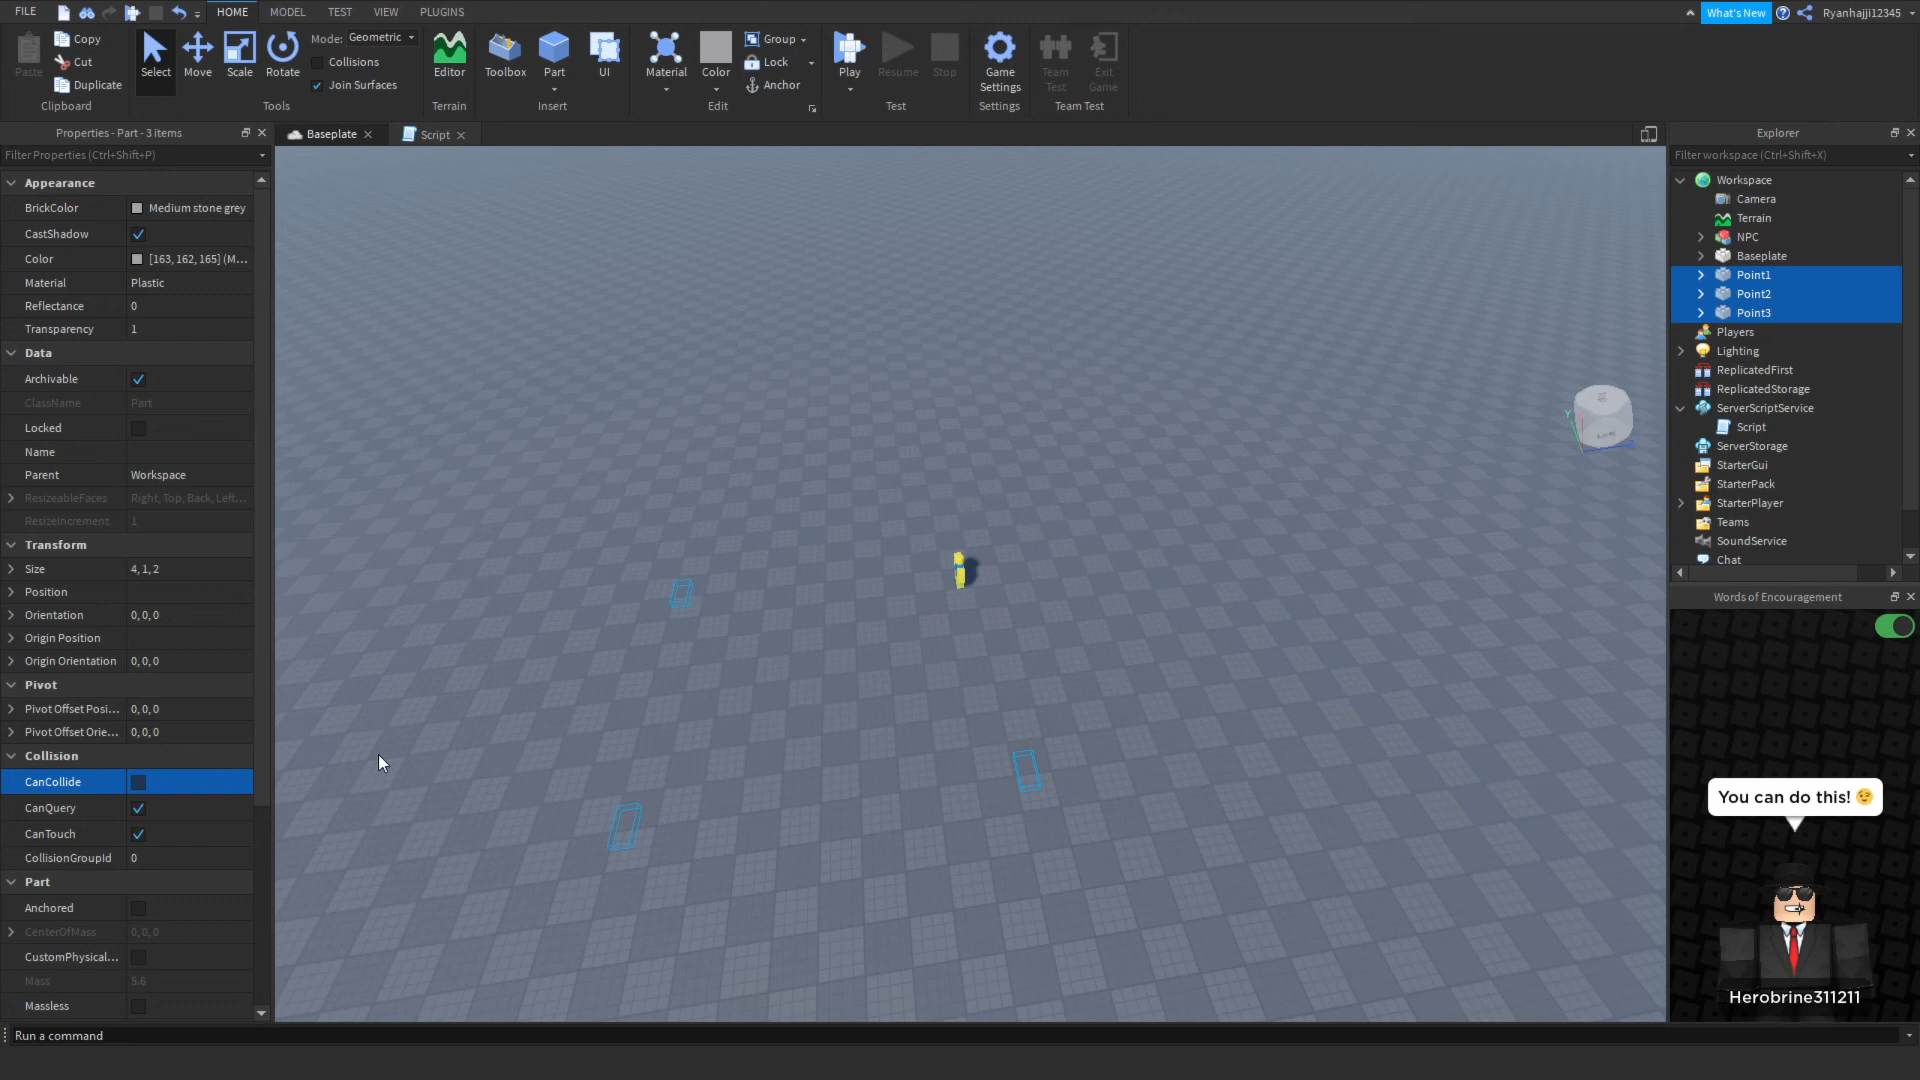 FILE
HOME
MODEL
TEST
VIEW
PLUGINS
What's New
Ryanhajji12345
Paste
Copy
Cut
Duplicate
Clipboard
Select
Move
Scale
Rotate
Mode: Geometric
Collisions
Join Surfaces
Tools
Editor
Terrain
Toolbox
Part
UI
Insert
Material
Color
Group
Lock
Anchor
Edit
Play
Resume
Stop
Test
Game
Settings
Settings
Team
Test
Exit
Game
Team Test
Properties - Part - 3 items
Filter Properties (Ctrl+Shift+P)
Appearance
BrickColor Medium stone grey
CastShadow
Color [163, 162, 165] (M...
Material Plastic
Reflectance 0
Transparency 1
Data
Archivable
ClassName Part
Locked
Name
Parent Workspace
ResizeableFaces Right, Top, Back, Left...
ResizeIncrement 1
Transform
Size 4, 1, 2
Position
Orientation 0, 0, 0
Origin Position
Origin Orientation 0, 0, 0
Pivot
Pivot Offset Posi... 0, 0, 0
Pivot Offset Orie... 0, 0, 0
Collision
CanCollide
CanQuery
CanTouch
CollisionGroupId 0
Part
Anchored
CenterOfMass 0, 0, 0
CustomPhysical...
Mass 5.6
Massless
Baseplate
Script
Y
Left
Explorer
Filter workspace (Ctrl+Shift+X)
Workspace
Camera
Terrain
NPC
Baseplate
Point1
Point2
Point3
Players
Lighting
ReplicatedFirst
ReplicatedStorage
ServerScriptService
Script
ServerStorage
StarterGui
StarterPack
StarterPlayer
Teams
SoundService
Chat
Words of Encouragement
You can do this! 😉
Herobrine311211
Run a command